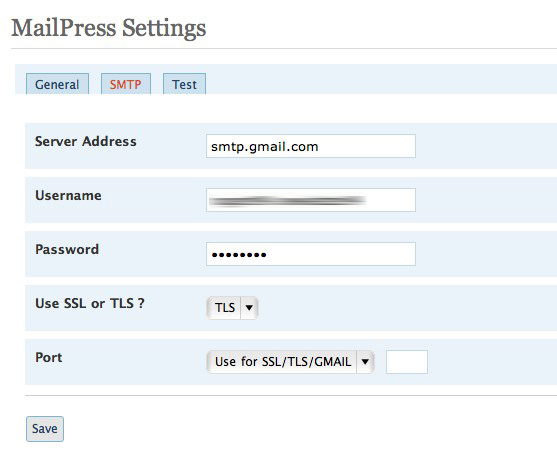 MailPress Settings
General SMTP Test
Server Address smtp.gmail.com
Username
Password ••••••••
Use SSL or TLS ? TLS
Port Use for SSL/TLS/GMAIL
Save